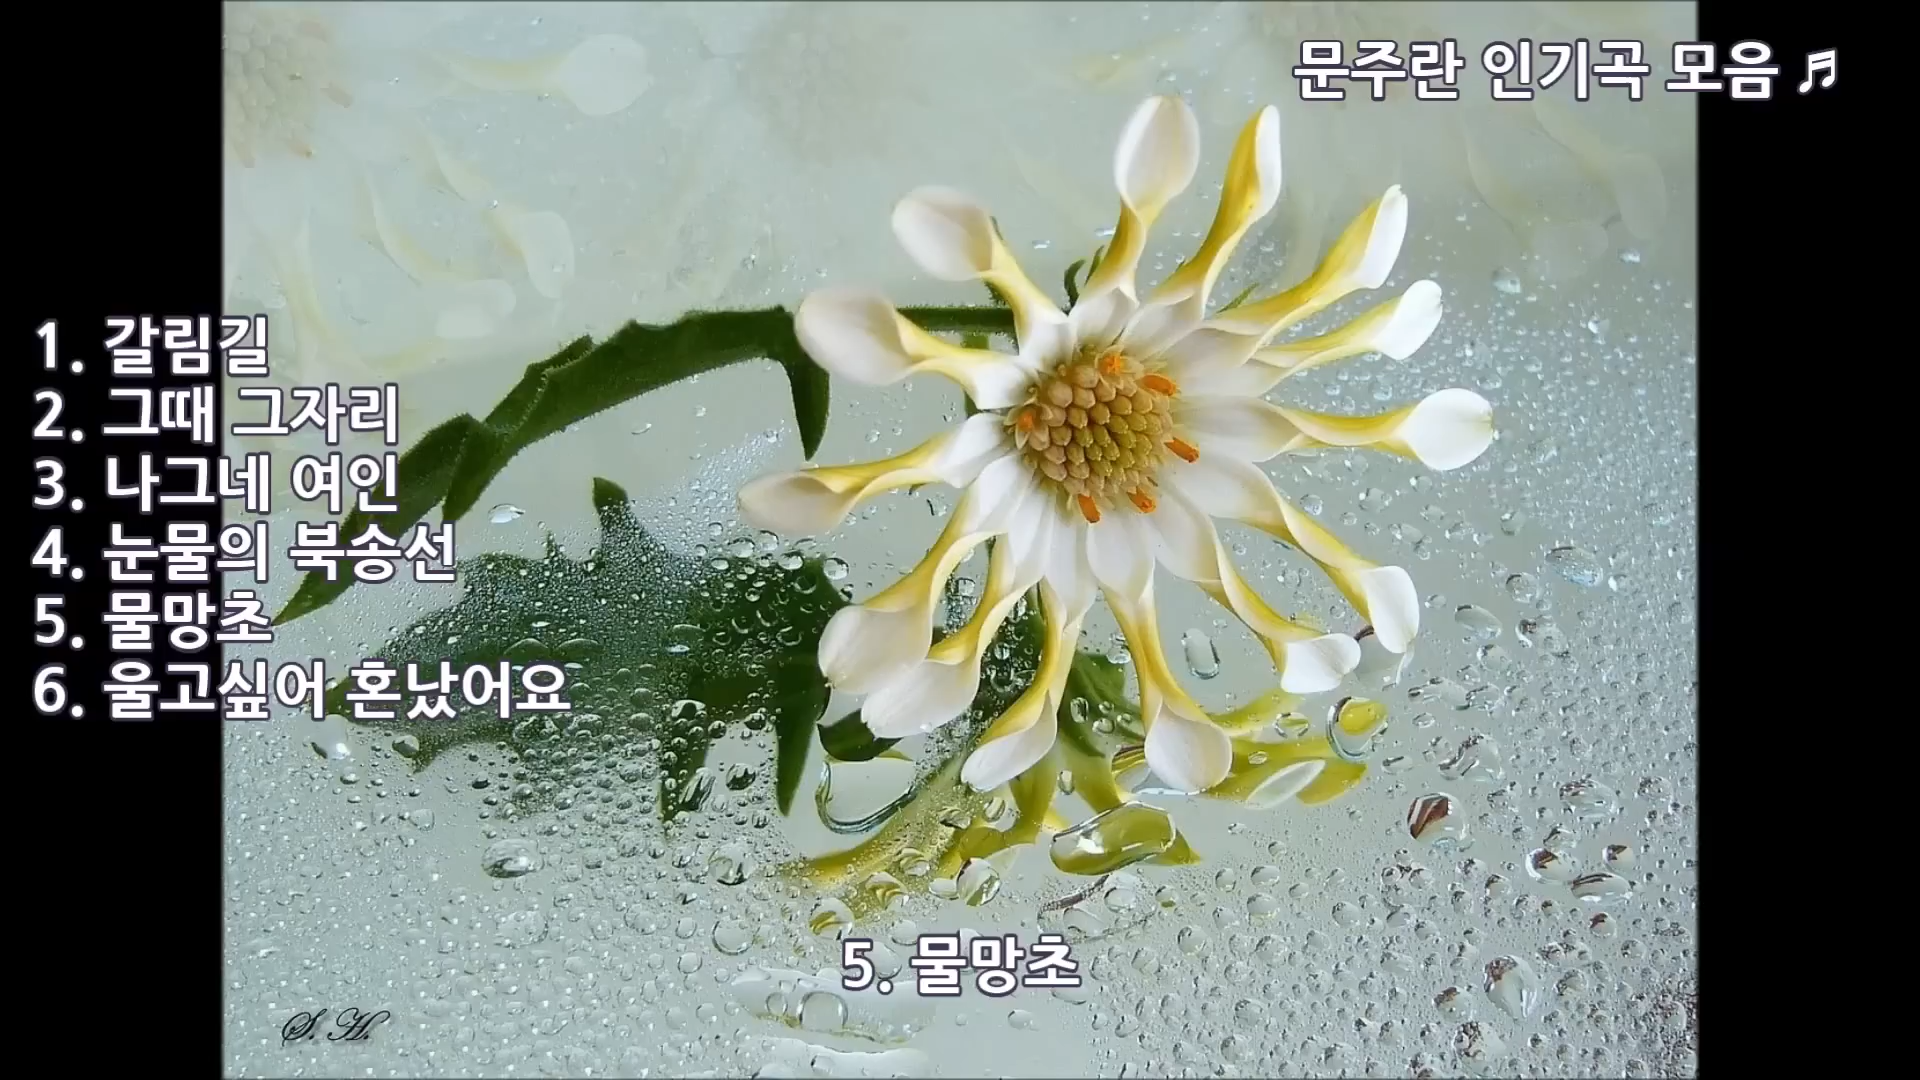 문주란 인기곡 모음 ♬
1. 갈림길
2. 그때 그자리
3. 나그네 여인
4. 눈물의 북송선
5. 물망초
6. 울고싶어 혼났어요
5. 물망초
S. H.